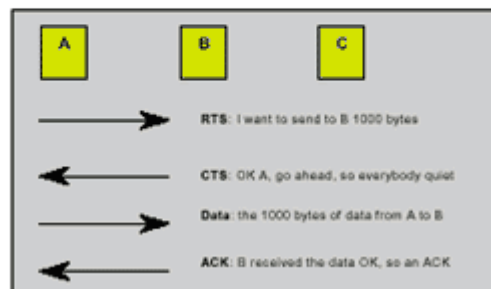 A B C
RTS: I want to send to B 1000 bytes
CTS: OK A, go ahead, so everybody quiet
Data: the 1000 bytes of data from A to B
ACK: B received the data OK, so an ACK